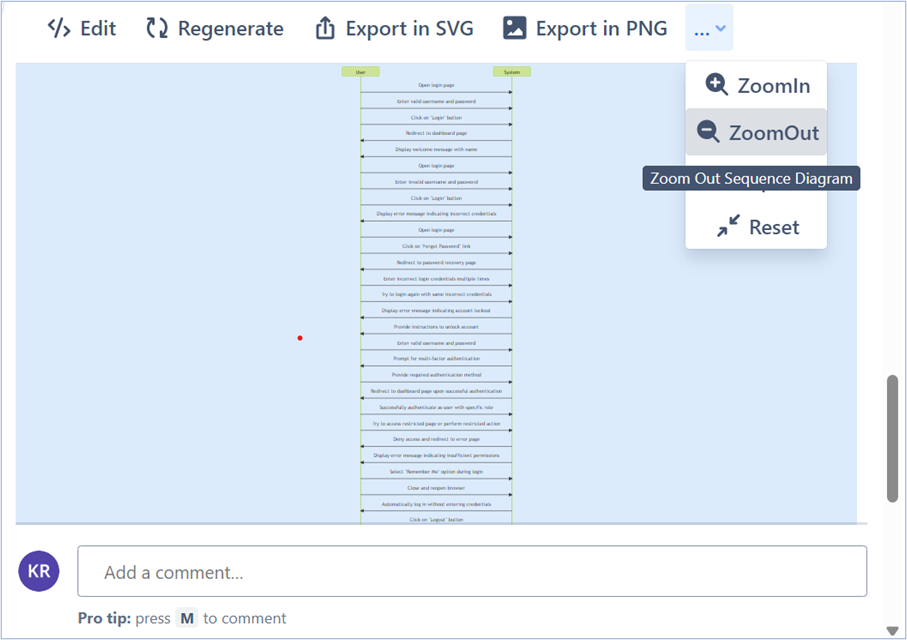 Edit Regenerate Export in SVG Export in PNG ...
ZoomIn
ZoomOut
Zoom Out Sequence Diagram
Reset
User System
Open login page
Enter valid username and password
Click on 'Login' button
Redirect to dashboard page
Display welcome message with name
Open login page
Enter invalid username and password
Click on 'Login' button
Display error message indicating incorrect credentials
Open login page
Click on 'Forgot Password' link
Redirect to password recovery page
Enter incorrect login credentials multiple times
Try to login again with same incorrect credentials
Display error message indicating account lockout
Provide instructions to unlock account
Enter valid username and password
Prompt for multi-factor authentication
Provide required authentication method
Redirect to dashboard page upon successful authentication
Successfully authenticate as user with specific role
Try to access restricted page or perform restricted action
Deny access and redirect to error page
Display error message indicating insufficient permissions
Select 'Remember Me' option during login
Close and reopen browser
Automatically log in without entering credentials
Click on 'Logout' button
KR
Add a comment...
Pro tip: press M to comment